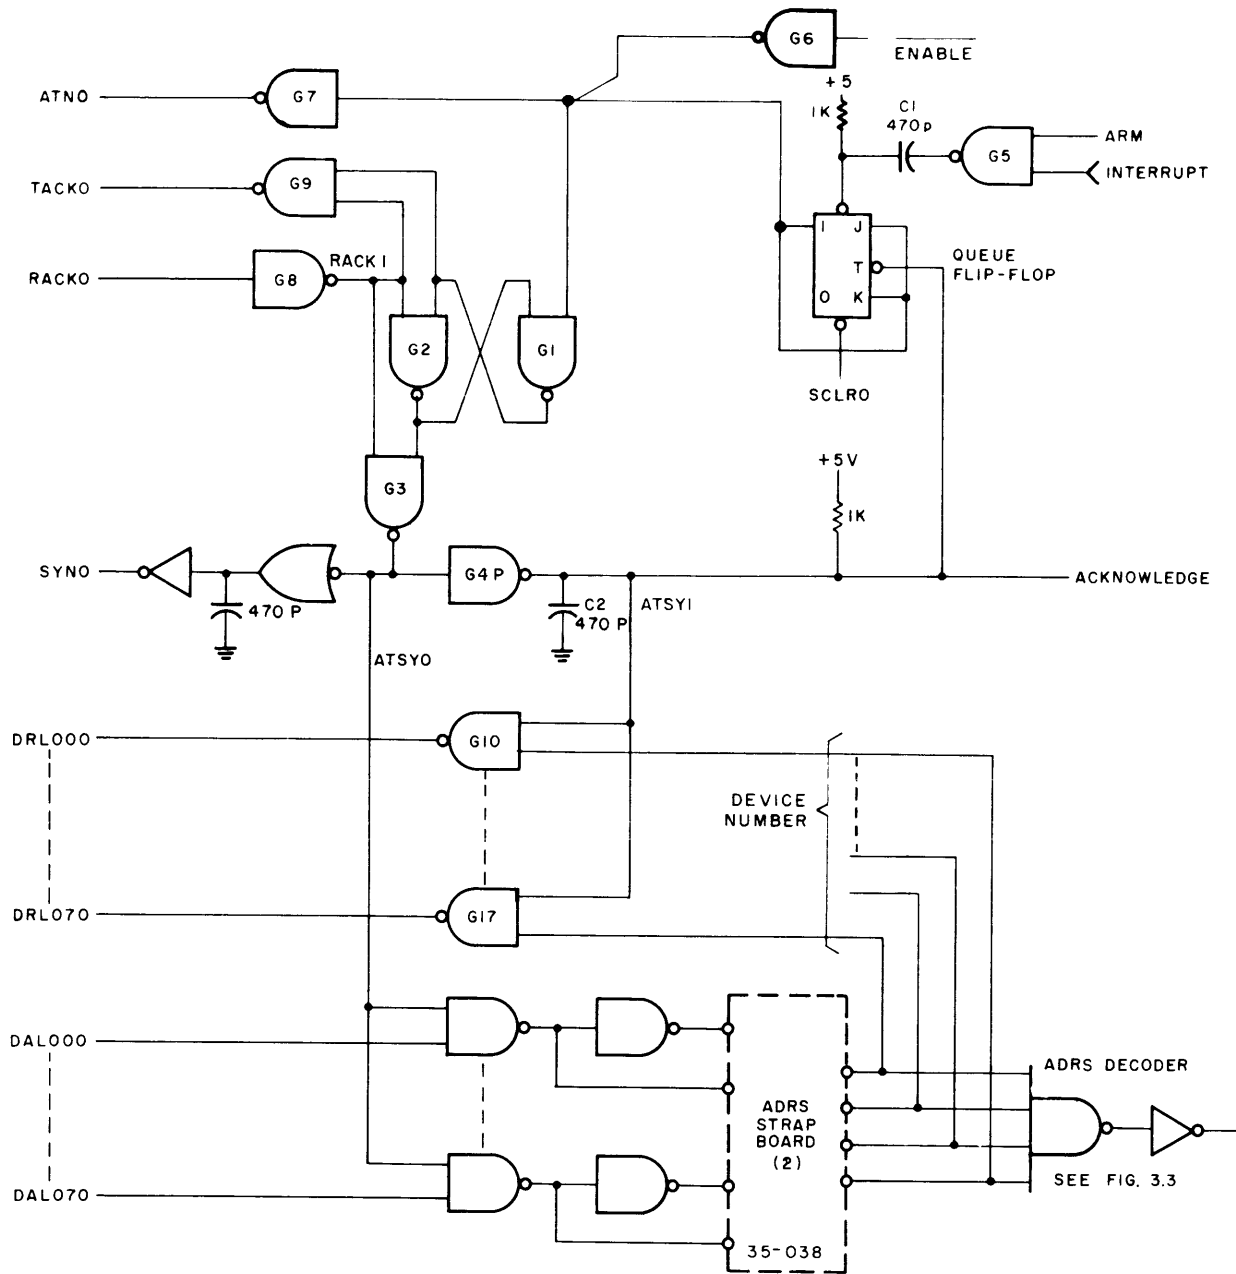 G6
ENABLE
+5
1K
C1
470p
G5
ARM
INTERRUPT
ATNO
G7
TACKO
G9
RACKO
G8
RACK1
G2
G1
1
J
T
O
K
QUEUE
FLIP-FLOP
SCLRO
G3
+5V
1K
SYNO
470 P
G4P
C2
470 P
ATSY1
ACKNOWLEDGE
ATSYO
DRL000
G10
DEVICE
NUMBER
DRL070
G17
DAL000
DAL070
ADRS
STRAP
BOARD
(2)
35-038
ADRS DECODER
SEE FIG. 3.3